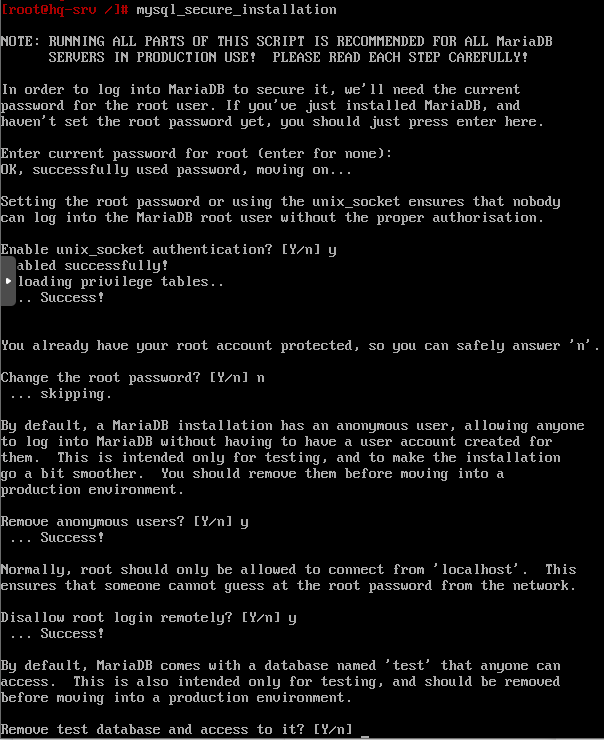 [root@hq-srv /]# mysql_secure_installation
NOTE: RUNNING ALL PARTS OF THIS SCRIPT IS RECOMMENDED FOR ALL MariaDB
SERVERS IN PRODUCTION USE!  PLEASE READ EACH STEP CAREFULLY!
In order to log into MariaDB to secure it, we'll need the current
password for the root user. If you've just installed MariaDB, and
haven't set the root password yet, you should just press enter here.
Enter current password for root (enter for none):
OK, successfully used password, moving on...
Setting the root password or using the unix_socket ensures that nobody
can log into the MariaDB root user without the proper authorisation.
Enable unix_socket authentication? [Y/n] y
abled successfully!
loading privilege tables..
.. Success!
You already have your root account protected, so you can safely answer 'n'.
Change the root password? [Y/n] n
... skipping.
By default, a MariaDB installation has an anonymous user, allowing anyone
to log into MariaDB without having to have a user account created for
them.  This is intended only for testing, and to make the installation
go a bit smoother.  You should remove them before moving into a
production environment.
Remove anonymous users? [Y/n] y
... Success!
Normally, root should only be allowed to connect from 'localhost'.  This
ensures that someone cannot guess at the root password from the network.
Disallow root login remotely? [Y/n] y
... Success!
By default, MariaDB comes with a database named 'test' that anyone can
access.  This is also intended only for testing, and should be removed
before moving into a production environment.
Remove test database and access to it? [Y/n] _